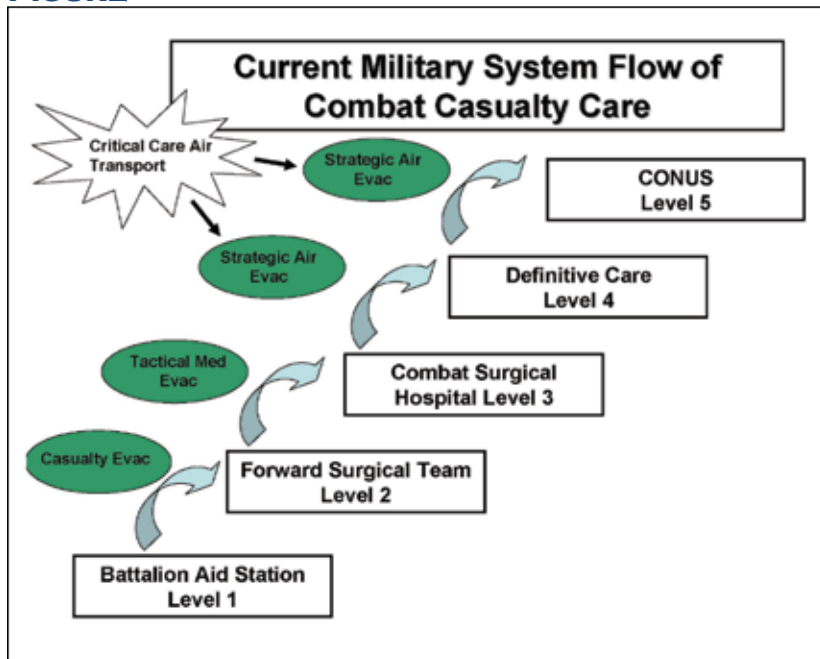 Current Military System Flow of
Combat Casualty Care
Critical Care Air
Transport
Strategic Air
Evac
CONUS
Level 5
Strategic Air
Evac
Definitive Care
Level 4
Tactical Med
Evac
Combat Surgical
Hospital Level 3
Casualty Evac
Forward Surgical Team
Level 2
Battalion Aid Station
Level 1